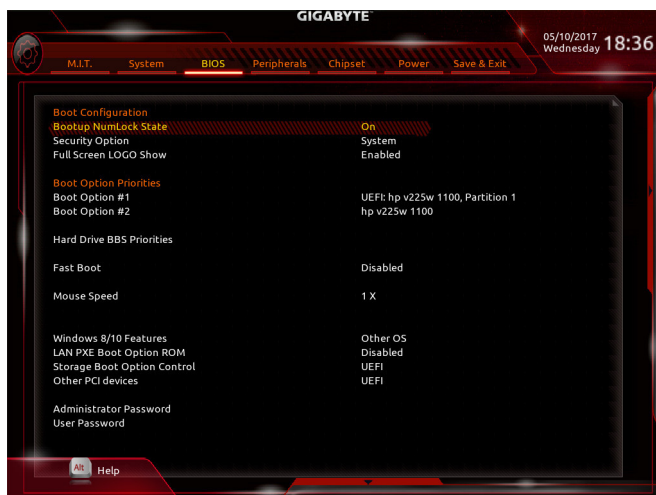 GIGABYTE™
05/10/2017
Wednesday
18:36
M.I.T. System BIOS Peripherals Chipset Power Save & Exit
Boot Configuration
Bootup NumLock State On
Security Option System
Full Screen LOGO Show Enabled
Boot Option Priorities
Boot Option #1 UEFI: hp v225w 1100, Partition 1
Boot Option #2 hp v225w 1100
Hard Drive BBS Priorities
Fast Boot Disabled
Mouse Speed 1 X
Windows 8/10 Features Other OS
LAN PXE Boot Option ROM Disabled
Storage Boot Option Control UEFI
Other PCI devices UEFI
Administrator Password
User Password
Alt Help